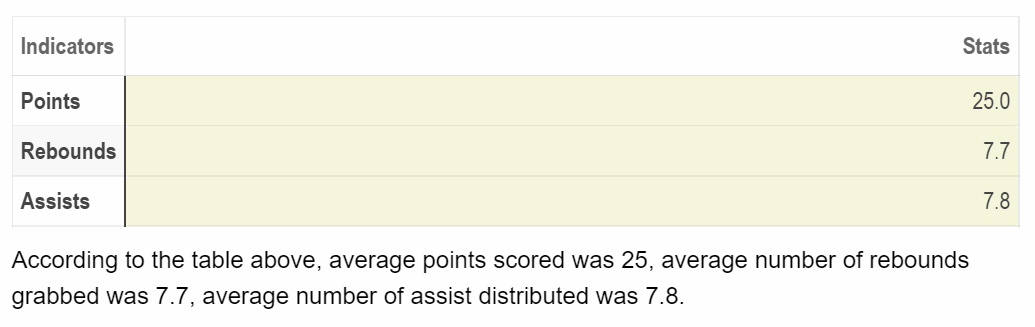 Indicators Stats
Points 25.0
Rebounds 7.7
Assists 7.8
According to the table above, average points scored was 25, average number of rebounds
grabbed was 7.7, average number of assist distributed was 7.8.